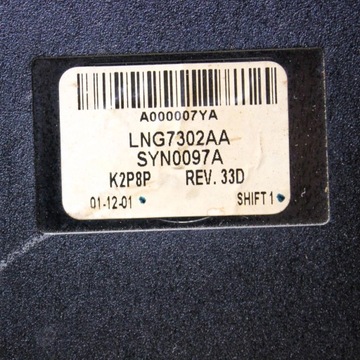 A000007YA
LNG7302AA
SYN0097A
K2P8P REV. 33D
01-12-01 SHIFT 1